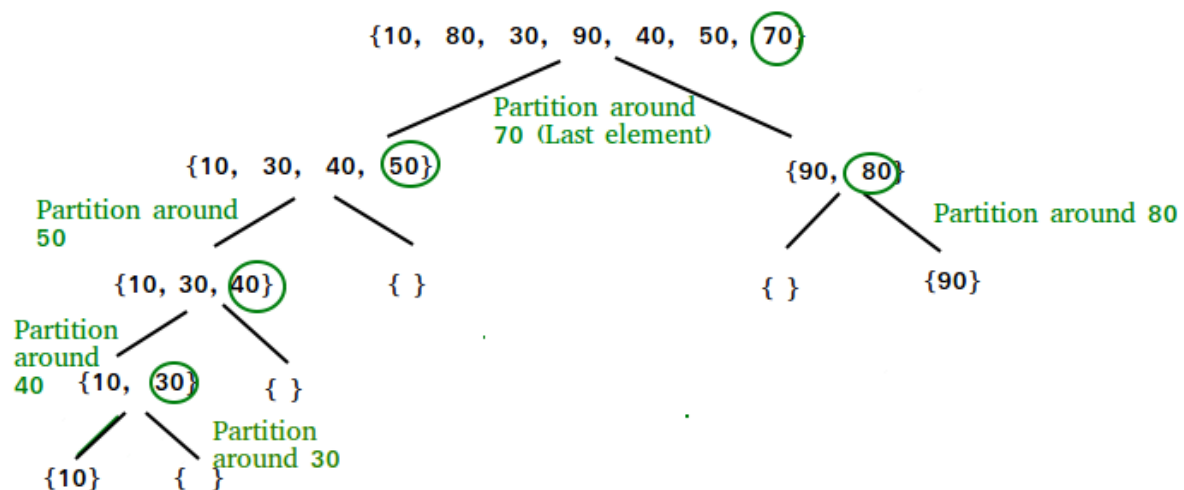 {10, 80, 30, 90, 40, 50, 70}
Partition around
70 (Last element)
{10, 30, 40, 50}
{90, 80}
Partition around
50
Partition around 80
{10, 30, 40}
{ }
{ }
{90}
Partition
around
40
{10, 30}
{ }
Partition
around 30
{10}
{ }